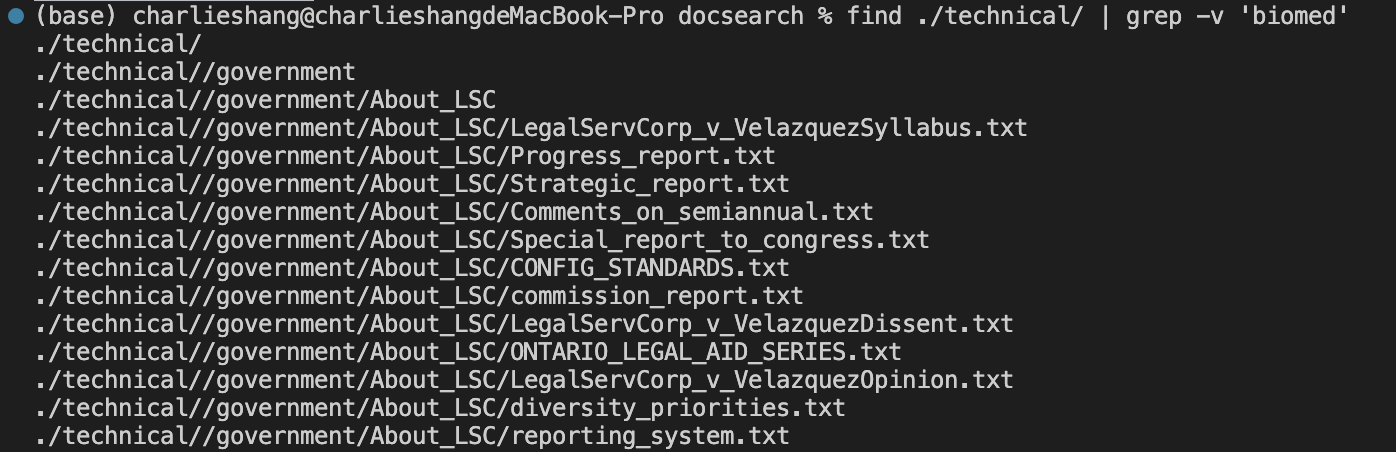 (base) charlieshang@charlieshangdeMacBook-Pro docsearch % find ./technical/ | grep -v 'biomed'
./technical/
./technical//government
./technical//government/About_LSC
./technical//government/About_LSC/LegalServCorp_v_VelazquezSyllabus.txt
./technical//government/About_LSC/Progress_report.txt
./technical//government/About_LSC/Strategic_report.txt
./technical//government/About_LSC/Comments_on_semiannual.txt
./technical//government/About_LSC/Special_report_to_congress.txt
./technical//government/About_LSC/CONFIG_STANDARDS.txt
./technical//government/About_LSC/commission_report.txt
./technical//government/About_LSC/LegalServCorp_v_VelazquezDissent.txt
./technical//government/About_LSC/ONTARIO_LEGAL_AID_SERIES.txt
./technical//government/About_LSC/LegalServCorp_v_VelazquezOpinion.txt
./technical//government/About_LSC/diversity_priorities.txt
./technical//government/About_LSC/reporting_system.txt